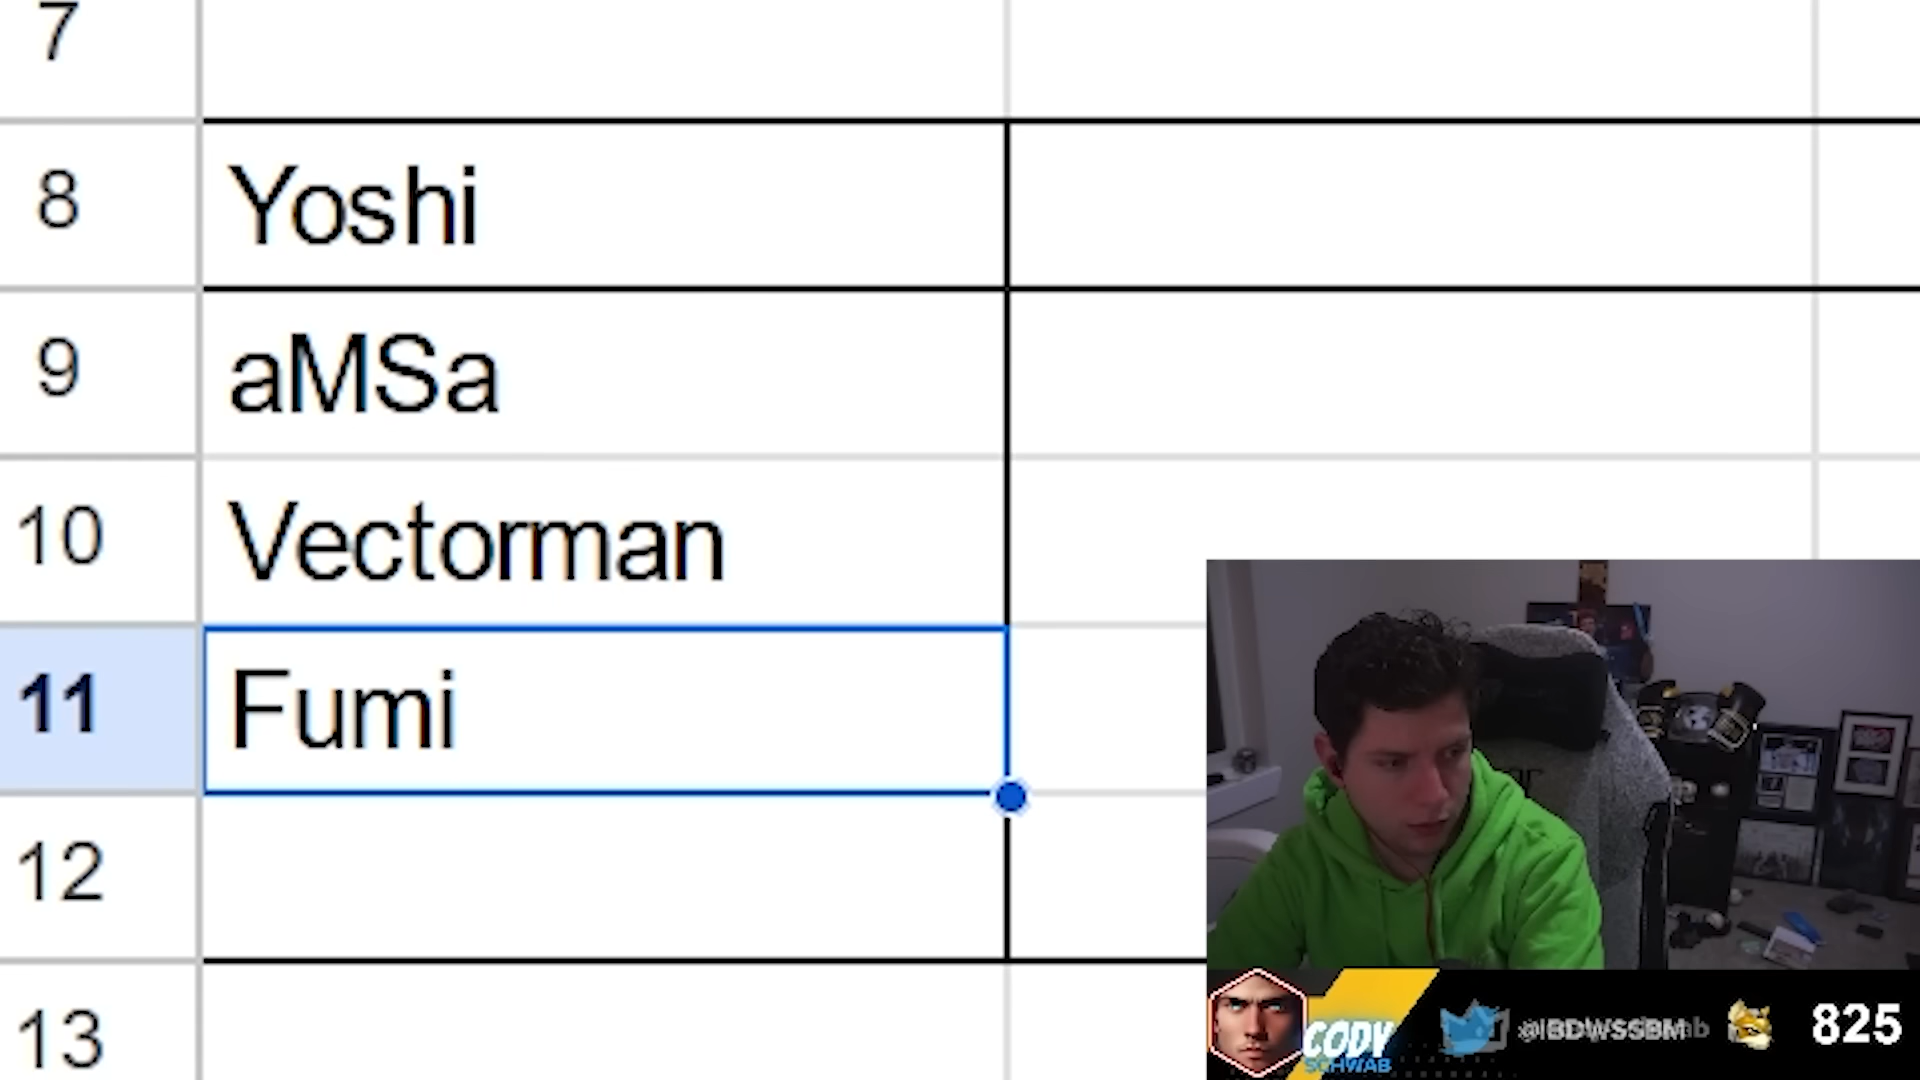 7
8 Yoshi
9 aMSa
10 Vectorman
11 Fumi
12
13
CODY
SCHWAB
@IBDWSSBM
825